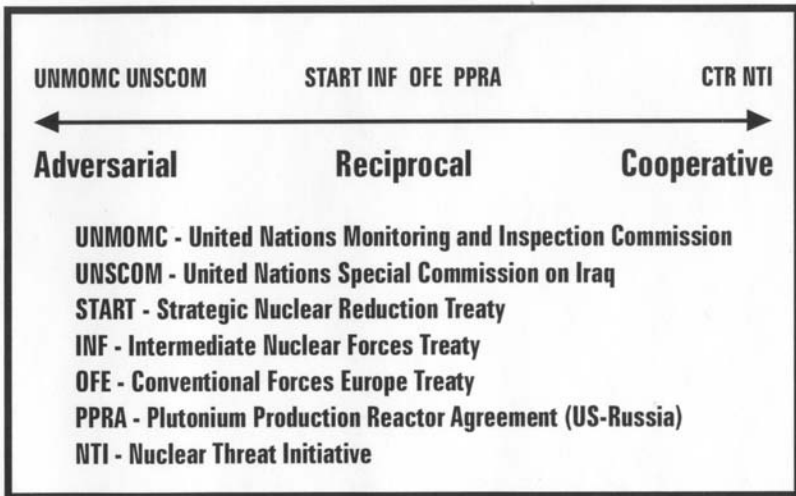 UNMOMC UNSCOM START INF OFE PPRA CTR NTI
Adversarial Reciprocal Cooperative
UNMOMC - United Nations Monitoring and Inspection Commission
UNSCOM - United Nations Special Commission on Iraq
START - Strategic Nuclear Reduction Treaty
INF - Intermediate Nuclear Forces Treaty
OFE - Conventional Forces Europe Treaty
PPRA - Plutonium Production Reactor Agreement (US-Russia)
NTI - Nuclear Threat Initiative